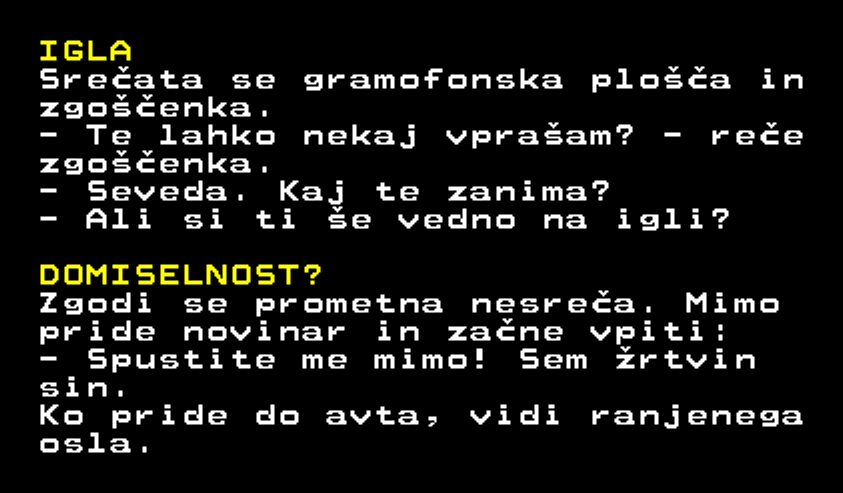 IGLA
Srečata se gramofonska plošča in
zgoščenka.
- Te lahko nekaj vprašam? - reče
zgoščenka.
- Seveda. Kaj te zanima?
- Ali si ti še vedno na igli?
DOMISELNOST?
Zgodi se prometna nesreča. Mimo
pride novinar in začne vpiti:
- Spustite me mimo! Sem žrtvin
sin.
Ko pride do avta, vidi ranjenega
osla.